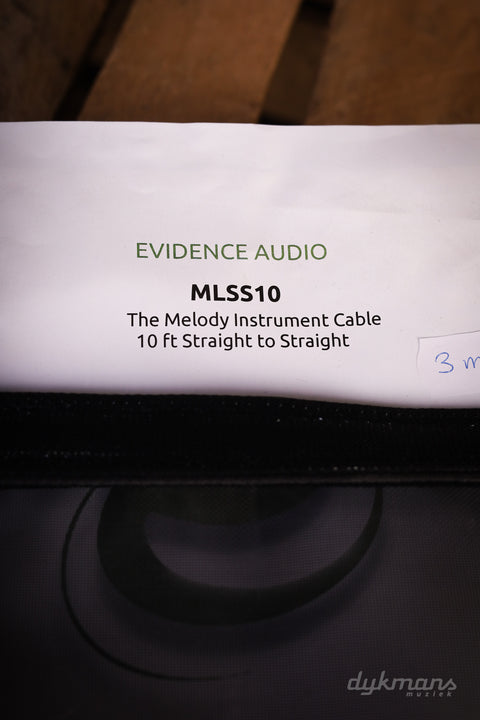 EVIDENCE AUDIO
MLSS10
The Melody Instrument Cable
10 ft Straight to Straight
3 m
dykmans
muziek